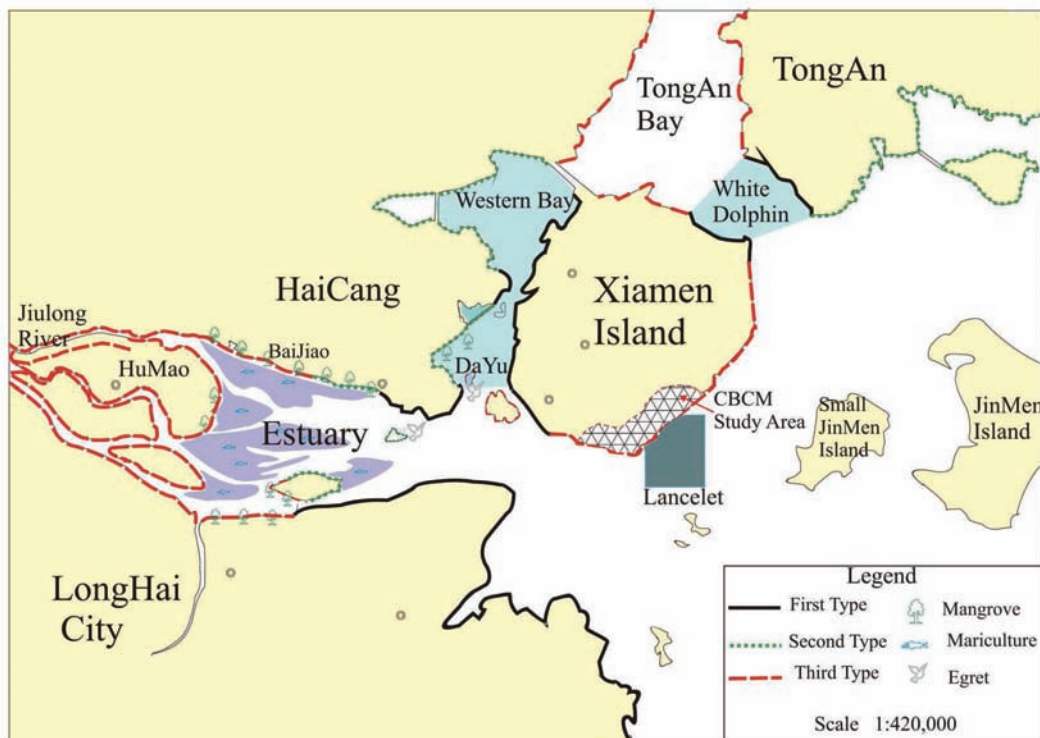 TongAn
Bay
TongAn
Western Bay
White
Dolphin
HaiCang
Xiamen
Island
Jiulong
River
BaiJiao
HuMao
DaYu
CBCM
Study Area
Small
JinMen
Island
JinMen
Island
Estuary
Lancelet
LongHai
City
Legend
First Type
Mangrove
Second Type
Mariculture
Third Type
Egret
Scale 1:420,000